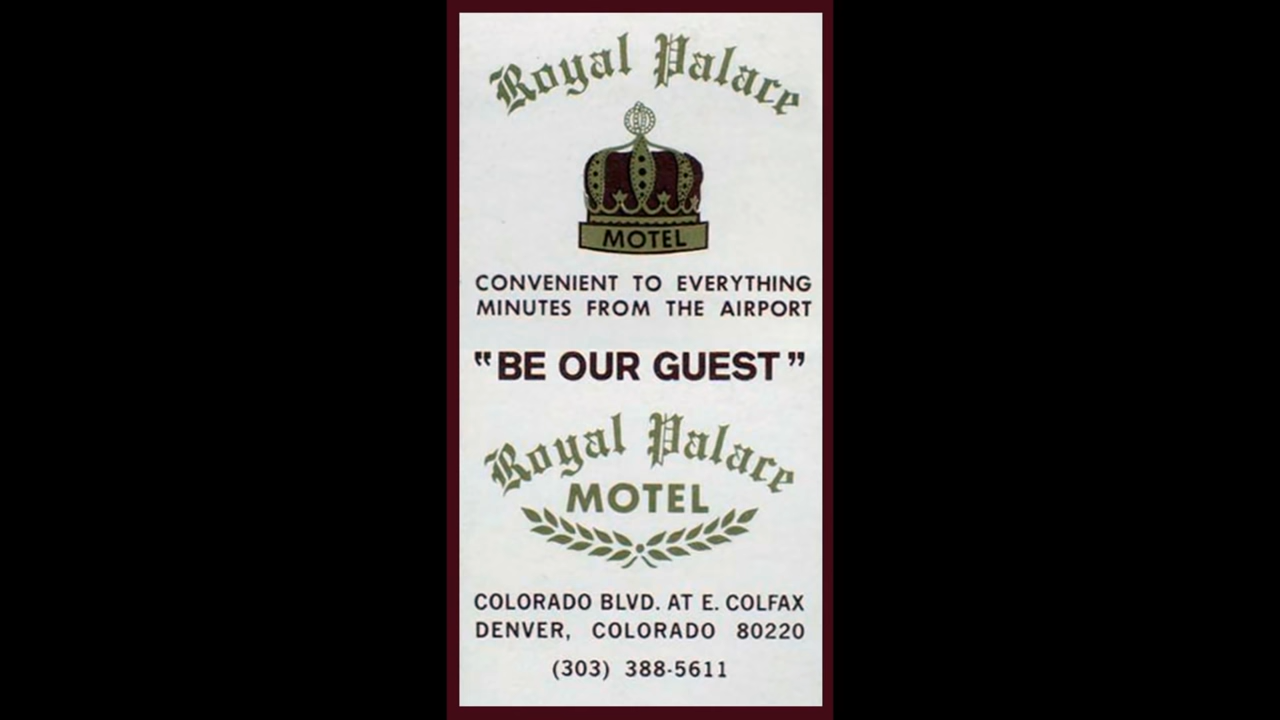 Royal Palace
MOTEL
CONVENIENT TO EVERYTHING
MINUTES FROM THE AIRPORT
"BE OUR GUEST"
Royal Palace
MOTEL
COLORADO BLVD. AT E. COLFAX
DENVER, COLORADO 80220
(303) 388-5611